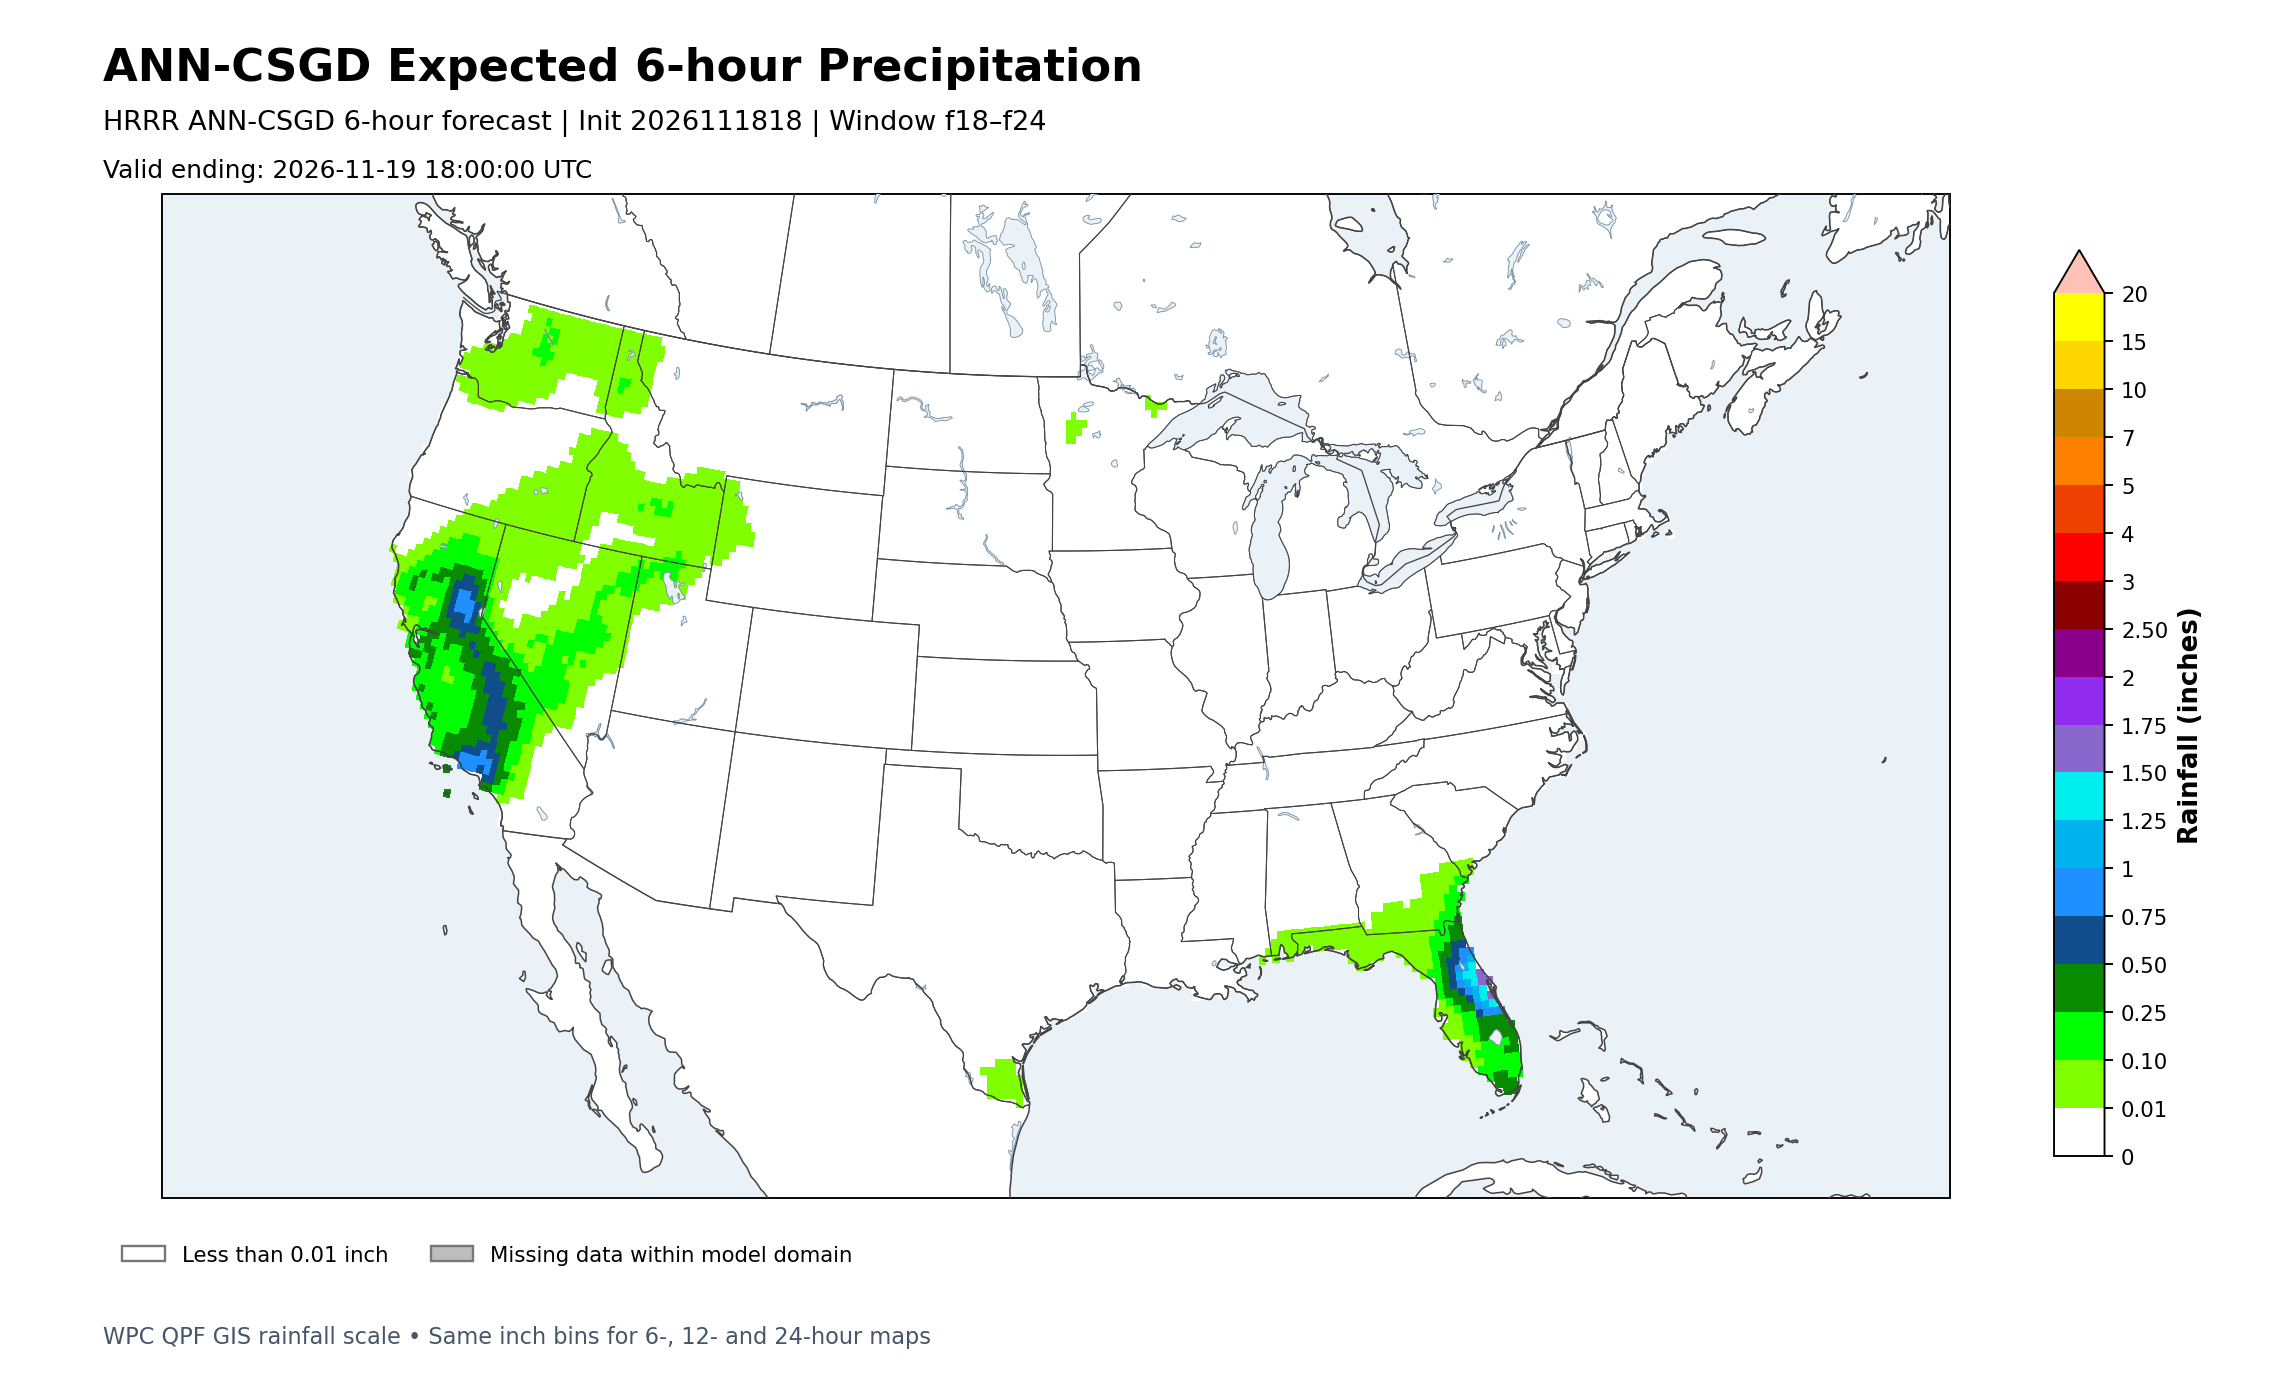 ANN-CSGD Expected 6-hour Precipitation
HRRR ANN-CSGD 6-hour forecast | Init 2026111818 | Window f18–f24
Valid ending: 2026-11-19 18:00:00 UTC
20
15
10
7
5
4
3
2.50
2
1.75
1.50
1.25
1
0.75
0.50
0.25
0.10
0.01
0
Rainfall (inches)
Less than 0.01 inch
Missing data within model domain
WPC QPF GIS rainfall scale • Same inch bins for 6-, 12- and 24-hour maps